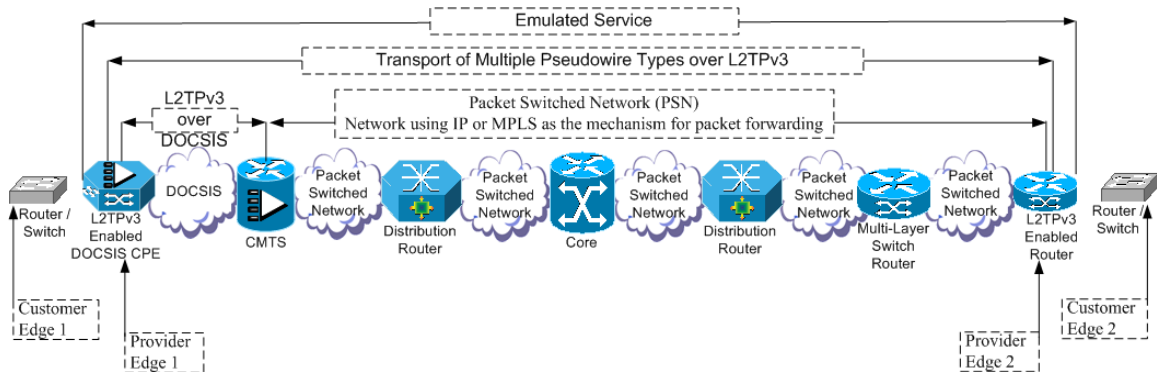 Emulated Service
Transport of Multiple Pseudowire Types over L2TPv3
L2TPv3
over
DOCSIS
Packet Switched Network (PSN)
Network using IP or MPLS as the mechanism for packet forwarding
Router /
Switch
L2TPv3
Enabled
DOCSIS CPE
DOCSIS
CMTS
Packet
Switched
Network
Distribution
Router
Packet
Switched
Network
Core
Packet
Switched
Network
Distribution
Router
Packet
Switched
Network
Multi-Layer
Switch
Router
Packet
Switched
Network
L2TPv3
Enabled
Router
Router /
Switch
Customer
Edge 1
Provider
Edge 1
Provider
Edge 2
Customer
Edge 2